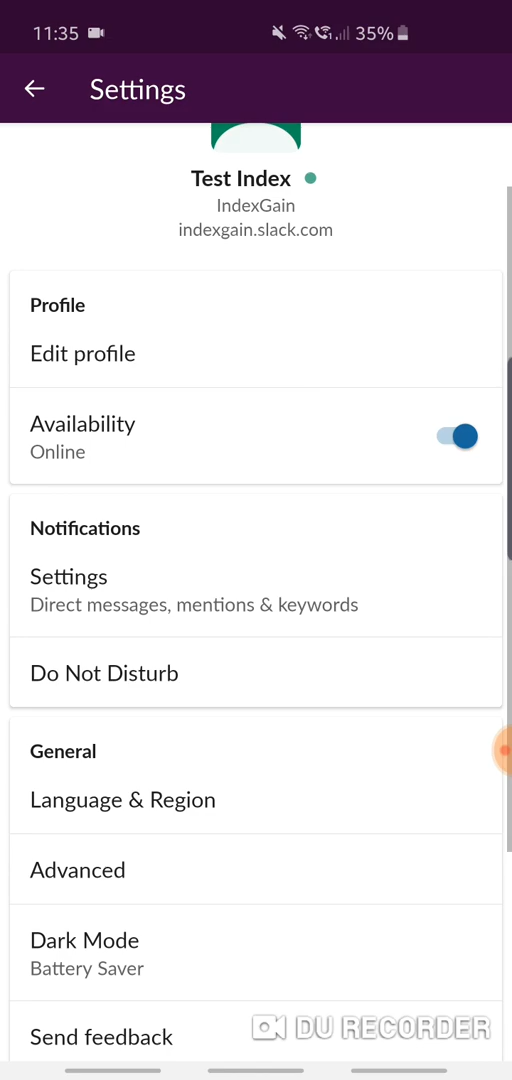 11:35
35%
Settings
Test Index
IndexGain
indexgain.slack.com
Profile
Edit profile
Availability
Online
Notifications
Settings
Direct messages, mentions & keywords
Do Not Disturb
General
Language & Region
Advanced
Dark Mode
Battery Saver
Send feedback
DU RECORDER